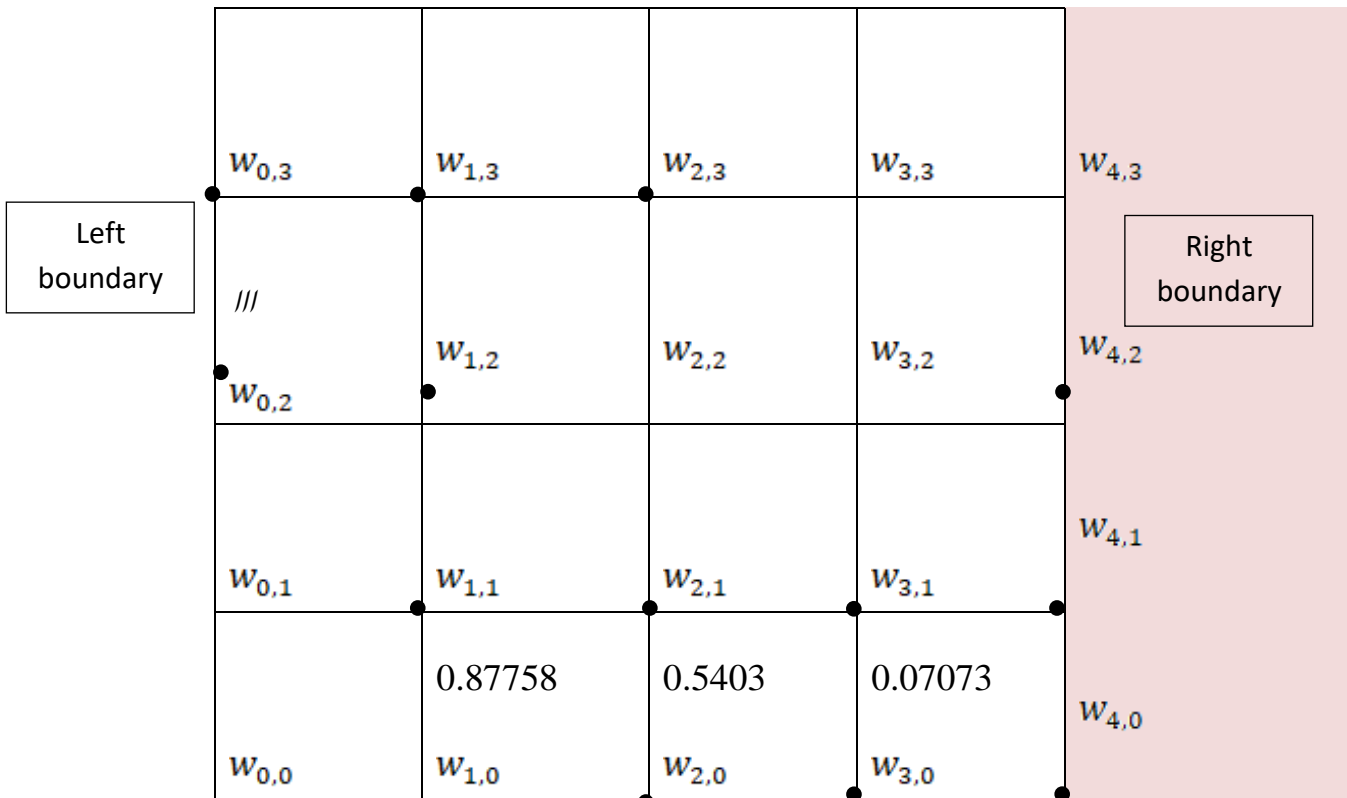 w0,3 w1,3 w2,3 w3,3 w4,3
Left
boundary
Right
boundary
///
w1,2 w2,2 w3,2 w4,2
w0,2
w4,1
w0,1 w1,1 w2,1 w3,1
0.87758 0.5403 0.07073
w4,0
w0,0 w1,0 w2,0 w3,0